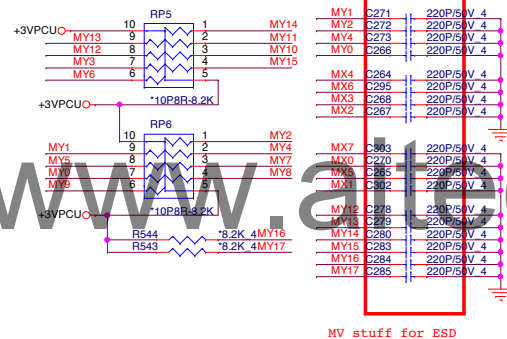 RP5
+3VPCU 10 1 MY14
MY13 9 2 MY11
MY12 8 3 MY10
MY3 7 4 MY15
MY6 6 5
+3VPCU *10P8R-8.2K
RP6
10 1 MY2
MY1 9 2 MY4
MY5 8 3 MY7
MY0 7 4 MY8
MY9 6 5
+3VPCU *10P8R-8.2K
R544 *8.2K_4 MY16
R543 *8.2K_4 MY17
MY1 C271 220P/50V_4
MY2 C272 220P/50V_4
MY4 C273 220P/50V_4
MY0 C266 220P/50V_4
MX4 C264 220P/50V_4
MX6 C295 220P/50V_4
MX3 C268 220P/50V_4
MX2 C267 220P/50V_4
MX7 C303 220P/50V_4
MX0 C270 220P/50V_4
MX5 C265 220P/50V_4
MX1 C302 220P/50V_4
MY12 C278 220P/50V_4
MY13 C279 220P/50V_4
MY14 C280 220P/50V_4
MY15 C283 220P/50V_4
MY16 C284 220P/50V_4
MY17 C285 220P/50V_4
MV stuff for ESD
www.aite